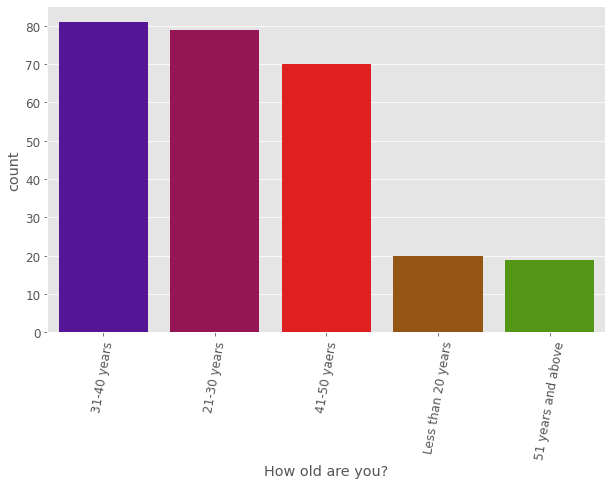 80
70
60
50
40
30
20
10
0
count
31-40 years
21-30 years
41-50 yaers
Less than 20 years
51 years and above
How old are you?